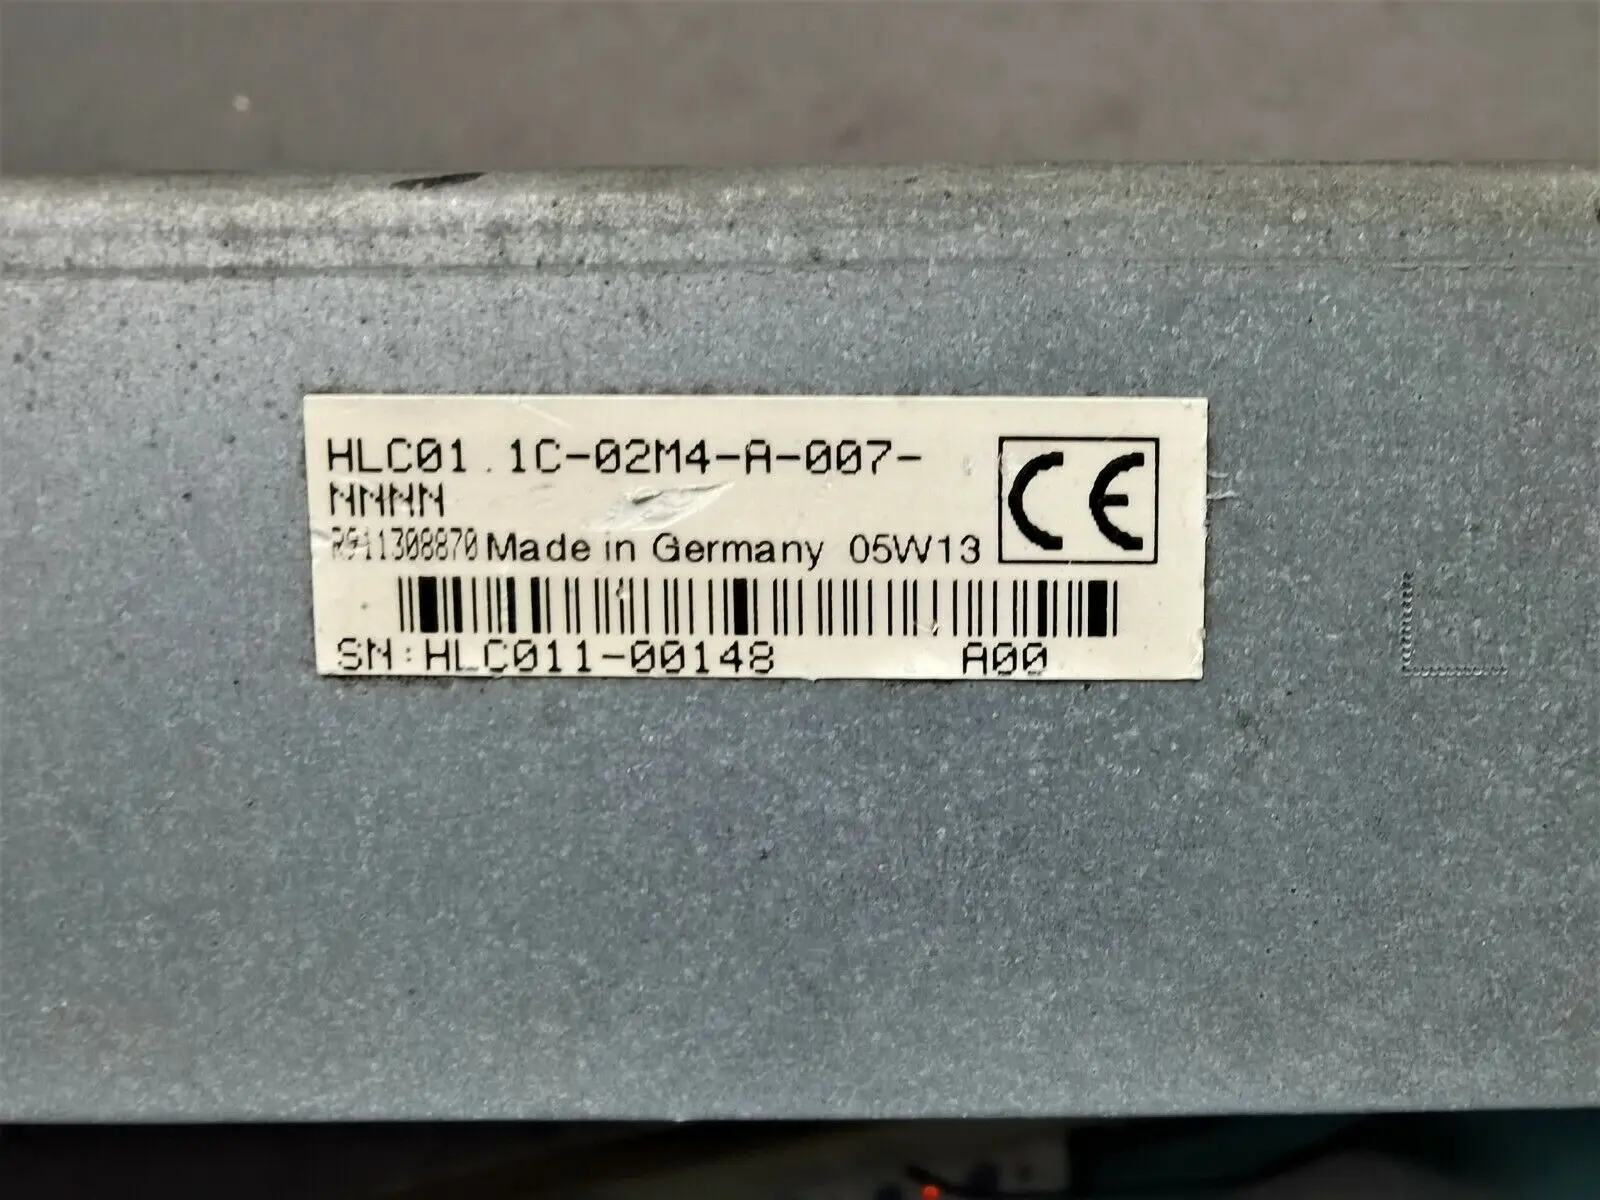 HLC01.1C-02M4-A-007-
NNNN
R911308870 Made in Germany 05W13
CE
SN:HLC011-00148 A00